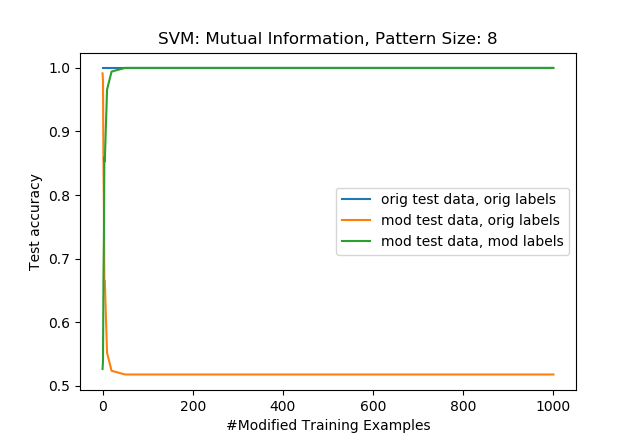 SVM: Mutual Information, Pattern Size: 8
1.0
0.9
0.8
0.7
0.6
0.5
Test accuracy
orig test data, orig labels
mod test data, orig labels
mod test data, mod labels
0 200 400 600 800 1000
#Modified Training Examples